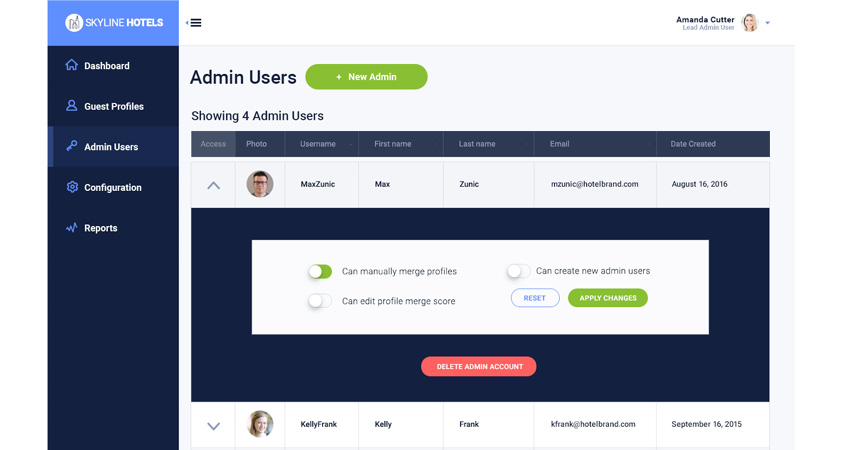 SKYLINE HOTELS
Amanda Cutter
Lead Admin User
Dashboard
Guest Profiles
Admin Users
Configuration
Reports
Admin Users
+ New Admin
Showing 4 Admin Users
Access Photo Username First name Last name Email Date Created
MaxZunic Max Zunic mzunic@hotelbrand.com August 16, 2016
Can manually merge profiles
Can create new admin users
Can edit profile merge score
RESET APPLY CHANGES
DELETE ADMIN ACCOUNT
KellyFrank Kelly Frank kfrank@hotelbrand.com September 16, 2015